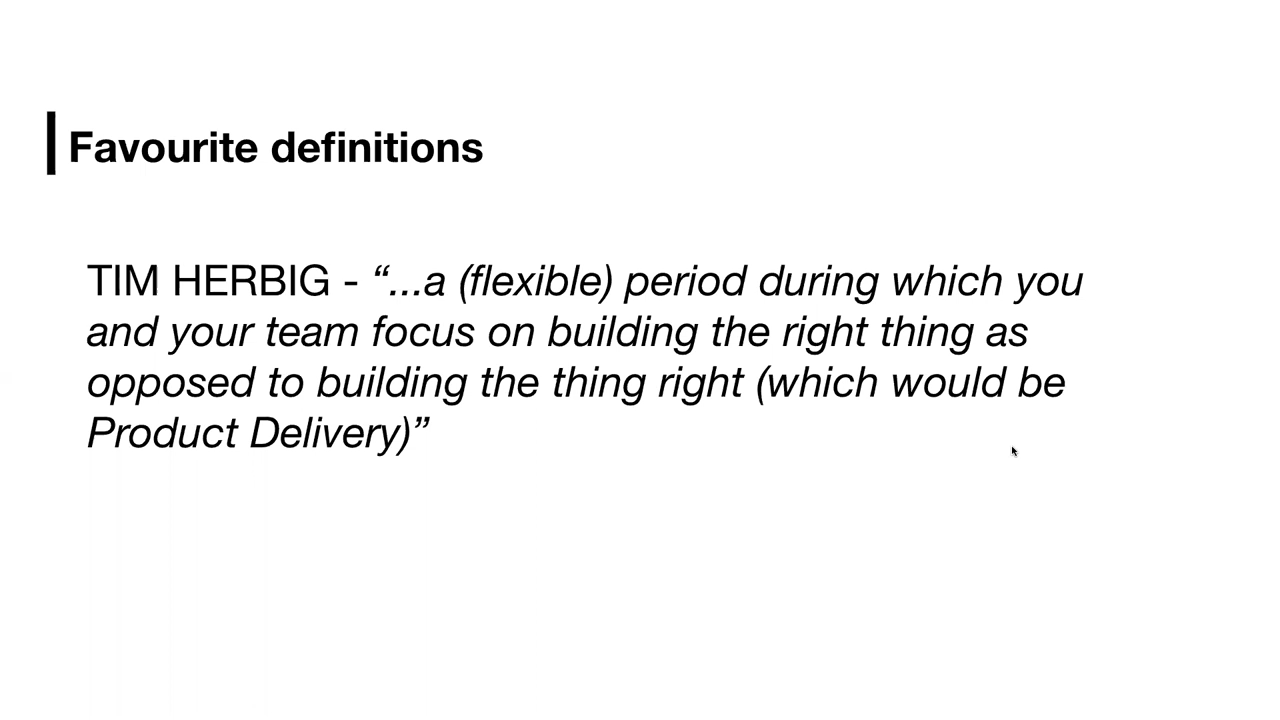 Favourite definitions
TIM HERBIG - “...a (flexible) period during which you
and your team focus on building the right thing as
opposed to building the thing right (which would be
Product Delivery)”